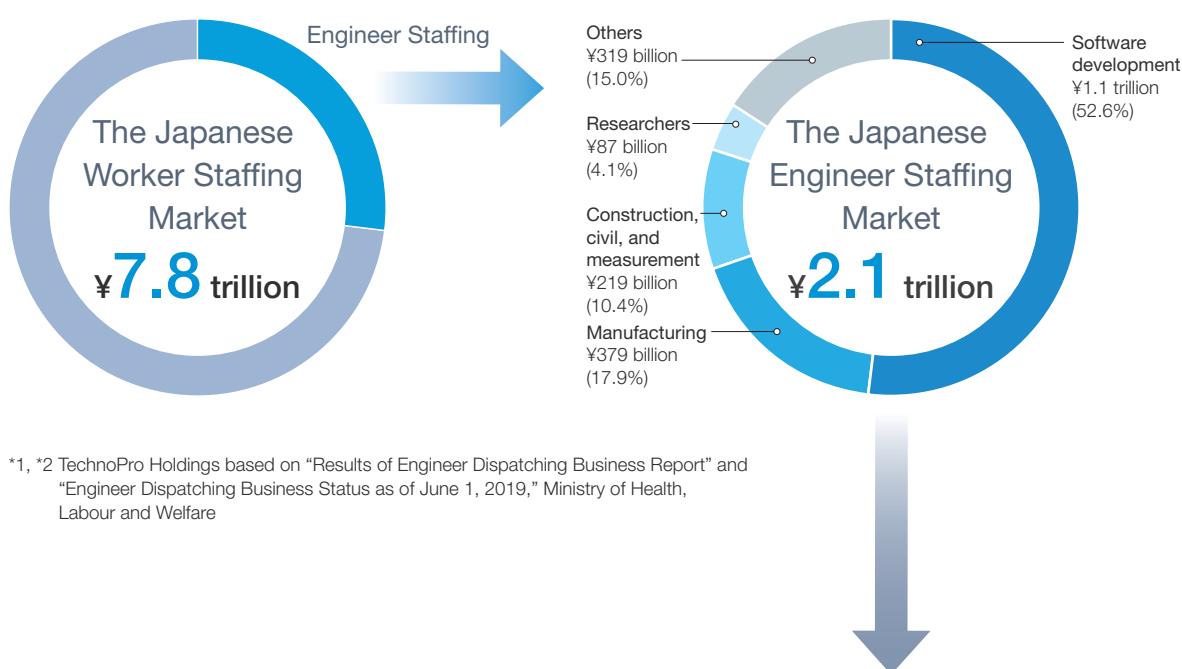 Engineer Staffing
The Japanese
Worker Staffing
Market
¥7.8 trillion
Others
¥319 billion
(15.0%)
Researchers
¥87 billion
(4.1%)
Construction,
civil, and
measurement
¥219 billion
(10.4%)
Manufacturing
¥379 billion
(17.9%)
The Japanese
Engineer Staffing
Market
¥2.1 trillion
Software
development
¥1.1 trillion
(52.6%)
*1, *2 TechnoPro Holdings based on “Results of Engineer Dispatching Business Report” and
“Engineer Dispatching Business Status as of June 1, 2019,” Ministry of Health,
Labour and Welfare